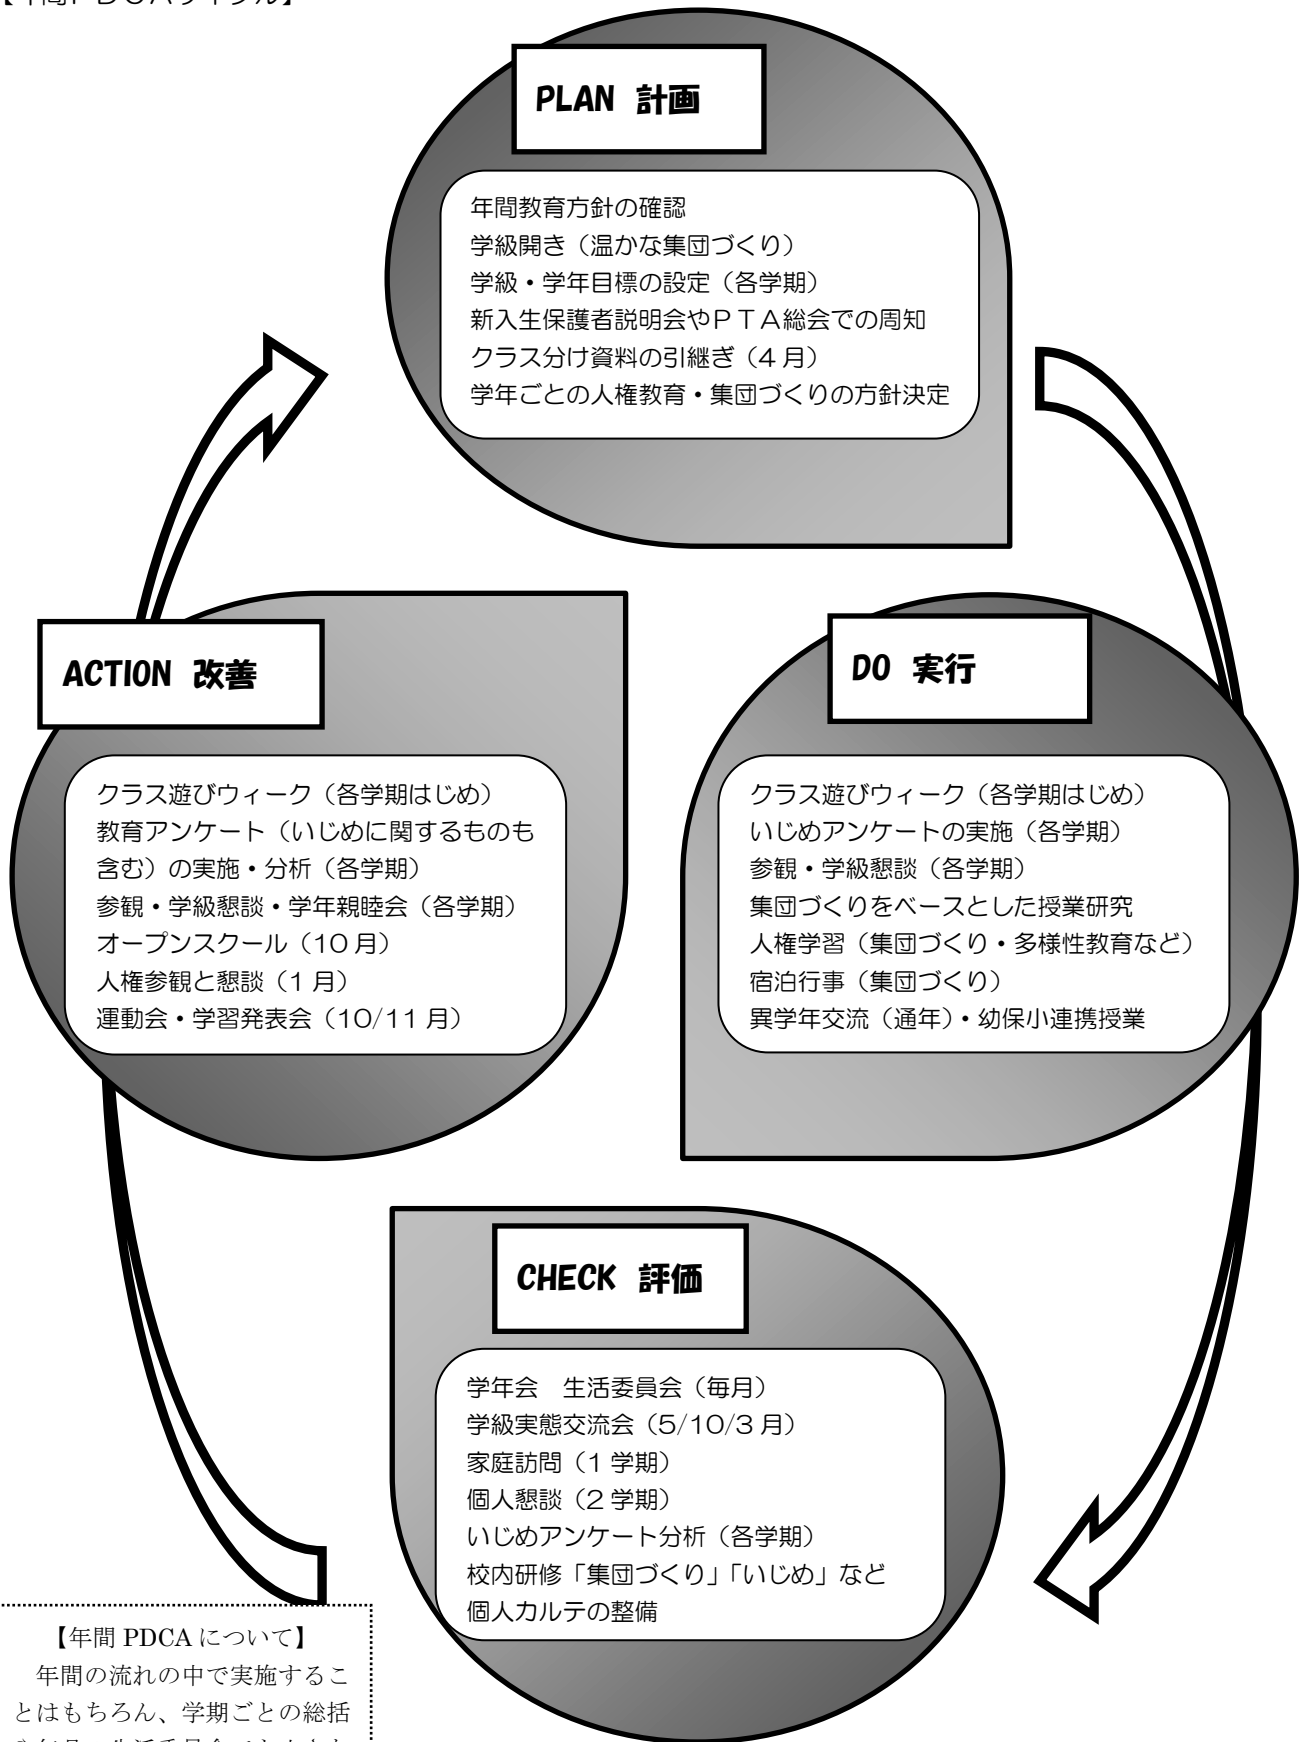 【年間ＰＤＣＡサイクル】
PLAN 計画
年間教育方針の確認
学級開き（温かな集団づくり）
学級・学年目標の設定（各学期）
新入生保護者説明会やＰＴＡ総会での周知
クラス分け資料の引継ぎ（4 月）
学年ごとの人権教育・集団づくりの方針決定
ACTION 改善
クラス遊びウィーク（各学期はじめ）
教育アンケート（いじめに関するものも
含む）の実施・分析（各学期）
参観・学級懇談・学年親睦会（各学期）
オープンスクール（10 月）
人権参観と懇談（1 月）
運動会・学習発表会（10/11 月）
DO 実行
クラス遊びウィーク（各学期はじめ）
いじめアンケートの実施（各学期）
参観・学級懇談（各学期）
集団づくりをベースとした授業研究
人権学習（集団づくり・多様性教育など）
宿泊行事（集団づくり）
異学年交流（通年）・幼保小連携授業
CHECK 評価
学年会　生活委員会（毎月）
学級実態交流会（5/10/3 月）
家庭訪問（1 学期）
個人懇談（2 学期）
いじめアンケート分析（各学期）
校内研修「集団づくり」「いじめ」など
個人カルテの整備
【年間 PDCA について】
年間の流れの中で実施するこ
とはもちろん、学期ごとの総括